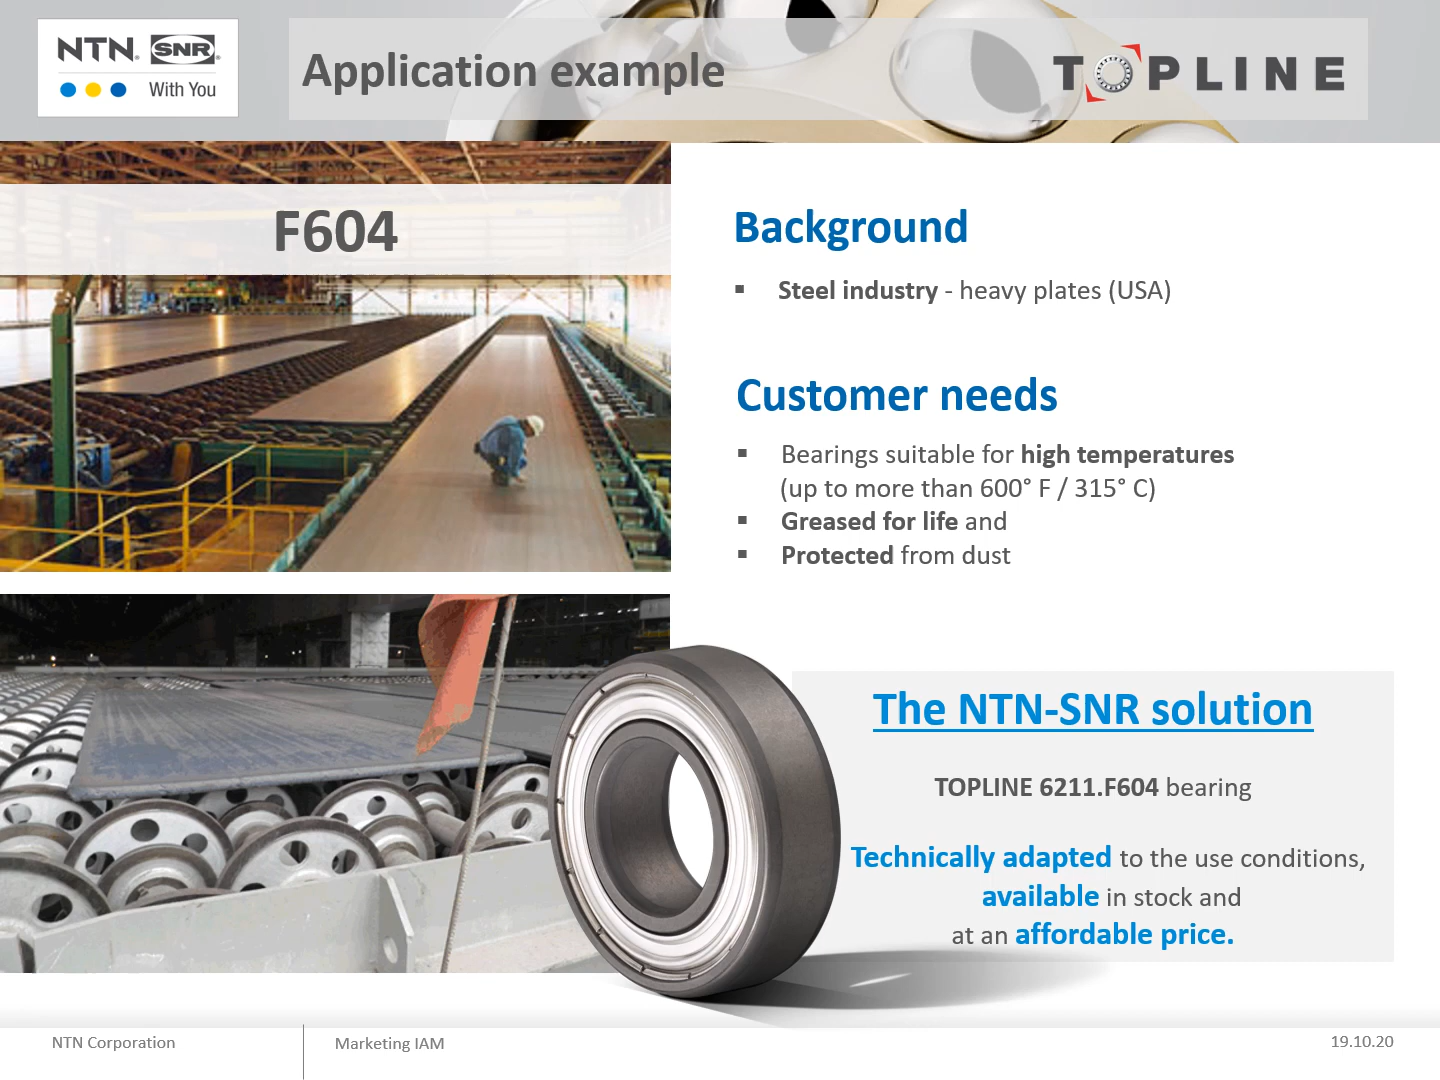 NTN. SNR
With You
Application example
TOPLINE
F604
Background
▪ Steel industry - heavy plates (USA)
Customer needs
▪ Bearings suitable for high temperatures
(up to more than 600° F / 315° C)
▪ Greased for life and
▪ Protected from dust
The NTN-SNR solution
TOPLINE 6211.F604 bearing
Technically adapted to the use conditions,
available in stock and
at an affordable price.
NTN Corporation
Marketing IAM
19.10.20